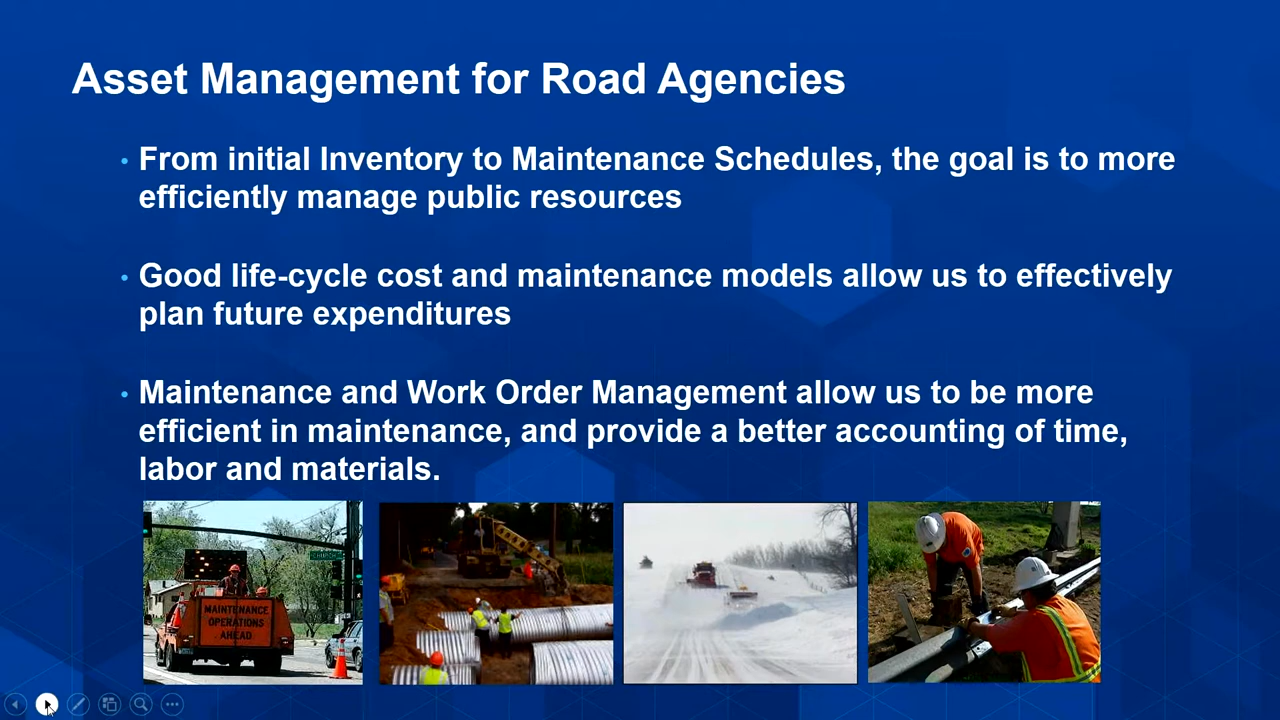 Asset Management for Road Agencies
• From initial Inventory to Maintenance Schedules, the goal is to more
efficiently manage public resources
• Good life-cycle cost and maintenance models allow us to effectively
plan future expenditures
• Maintenance and Work Order Management allow us to be more
efficient in maintenance, and provide a better accounting of time,
labor and materials.
MAINTENANCE
OPERATIONS
AHEAD